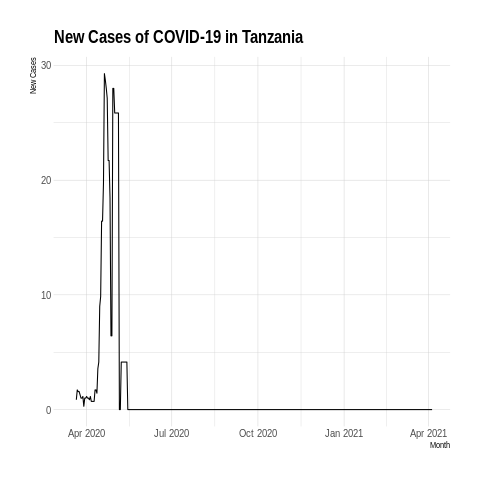 New Cases of COVID-19 in Tanzania
New Cases
30
20
10
0
Apr 2020 Jul 2020 Oct 2020 Jan 2021 Apr 2021
Month